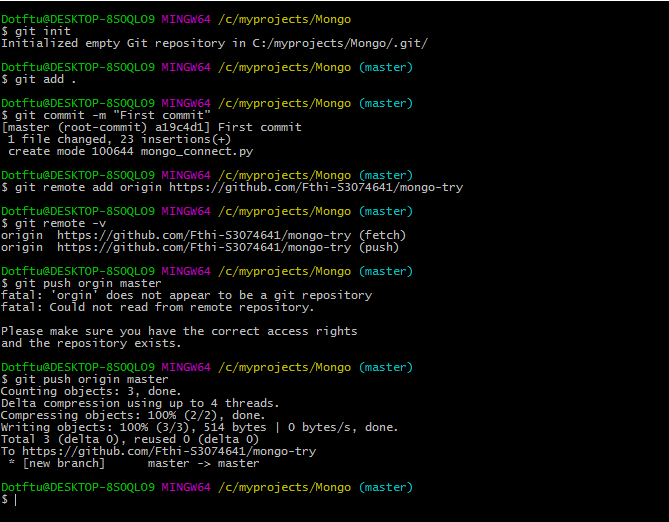 Dotftu@DESKTOP-8SOQLO9 MINGW64 /c/myprojects/Mongo
$ git init
Initialized empty Git repository in C:/myprojects/Mongo/.git/
Dotftu@DESKTOP-8SOQLO9 MINGW64 /c/myprojects/Mongo (master)
$ git add .
Dotftu@DESKTOP-8SOQLO9 MINGW64 /c/myprojects/Mongo (master)
$ git commit -m "First commit"
[master (root-commit) a19c4d1] First commit
 1 file changed, 23 insertions(+)
 create mode 100644 mongo_connect.py
Dotftu@DESKTOP-8SOQLO9 MINGW64 /c/myprojects/Mongo (master)
$ git remote add origin https://github.com/Fthi-S3074641/mongo-try
Dotftu@DESKTOP-8SOQLO9 MINGW64 /c/myprojects/Mongo (master)
$ git remote -v
origin  https://github.com/Fthi-S3074641/mongo-try (fetch)
origin  https://github.com/Fthi-S3074641/mongo-try (push)
Dotftu@DESKTOP-8SOQLO9 MINGW64 /c/myprojects/Mongo (master)
$ git push orgin master
fatal: 'orgin' does not appear to be a git repository
fatal: Could not read from remote repository.
Please make sure you have the correct access rights
and the repository exists.
Dotftu@DESKTOP-8SOQLO9 MINGW64 /c/myprojects/Mongo (master)
$ git push origin master
Counting objects: 3, done.
Delta compression using up to 4 threads.
Compressing objects: 100% (2/2), done.
Writing objects: 100% (3/3), 514 bytes | 0 bytes/s, done.
Total 3 (delta 0), reused 0 (delta 0)
To https://github.com/Fthi-S3074641/mongo-try
 * [new branch]      master -> master
Dotftu@DESKTOP-8SOQLO9 MINGW64 /c/myprojects/Mongo (master)
$